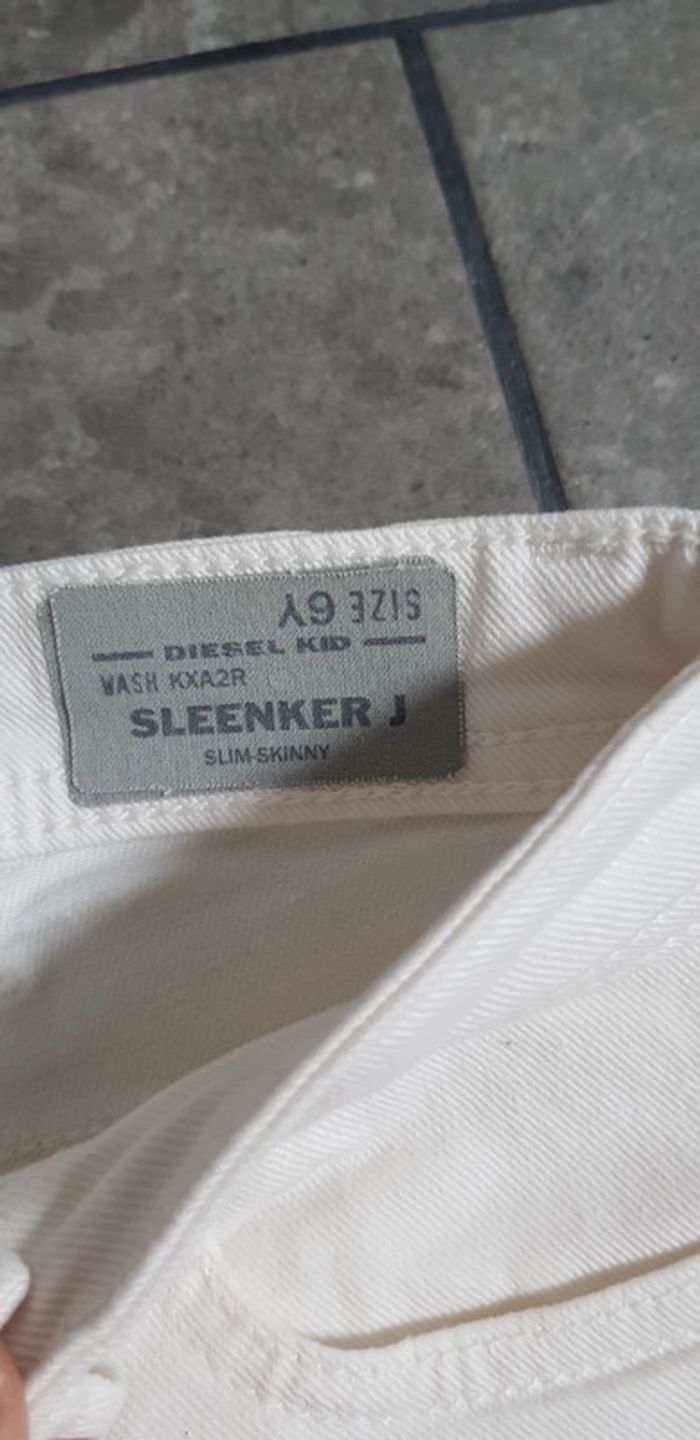 SIZE 6Y
DIESEL KID
WASH KXA2R
SLEENKER J
SLIM-SKINNY